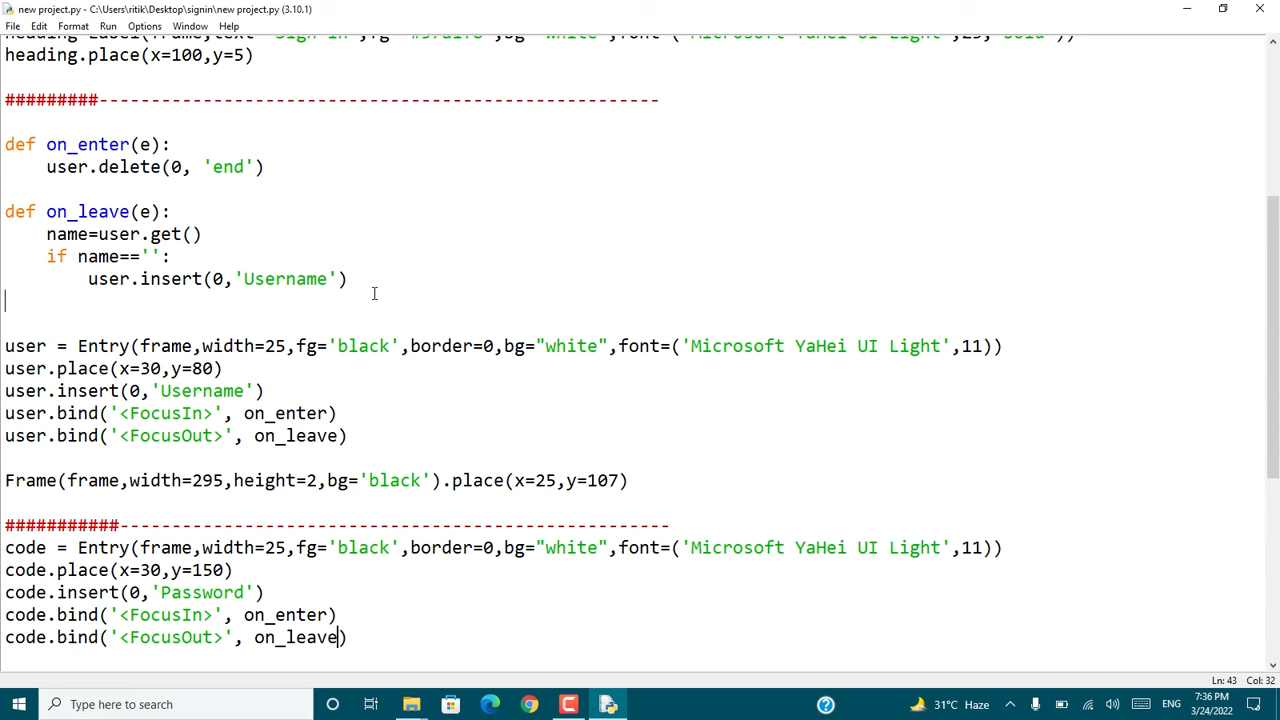 new project.py - C:\Users\ritik\Desktop\signin\new project.py (3.10.1)
File Edit Format Run Options Window Help
heading.place(x=100,y=5)
#########------------------------------------------------------
def on_enter(e):
    user.delete(0, 'end')
def on_leave(e):
    name=user.get()
    if name=='':
        user.insert(0,'Username')
user = Entry(frame,width=25,fg='black',border=0,bg="white",font=('Microsoft YaHei UI Light',11))
user.place(x=30,y=80)
user.insert(0,'Username')
user.bind('<FocusIn>', on_enter)
user.bind('<FocusOut>', on_leave)
Frame(frame,width=295,height=2,bg='black').place(x=25,y=107)
###########-----------------------------------------------------
code = Entry(frame,width=25,fg='black',border=0,bg="white",font=('Microsoft YaHei UI Light',11))
code.place(x=30,y=150)
code.insert(0,'Password')
code.bind('<FocusIn>', on_enter)
code.bind('<FocusOut>', on_leave)
Ln: 43 Col: 32
Type here to search
31°C Haze
ENG
7:36 PM
3/24/2022